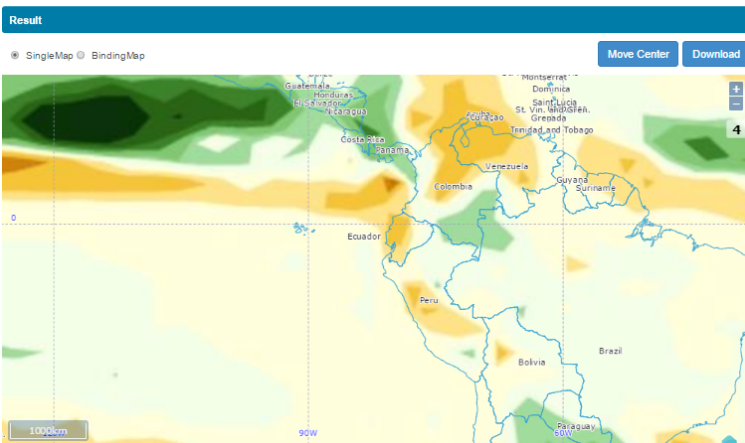 Result
SingleMap BindingMap
Move Center Download
Montserrat
Guatemala
Dominica
Honduras
El Salvador
Saint Lucia
Nicaragua
St. Vin. and Gren.
Curaçao
Grenada
Costa Rica
Trinidad and Tobago
4
Panama
Venezuela
Guyana
Colombia
Suriname
0
Ecuador
Peru
Brazil
Bolivia
Paraguay
1000km
90W
60W